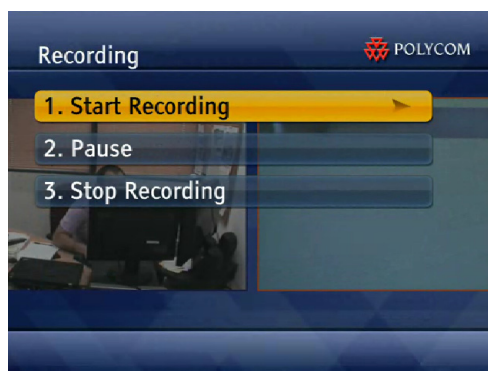 Recording
POLYCOM
1. Start Recording
2. Pause
3. Stop Recording